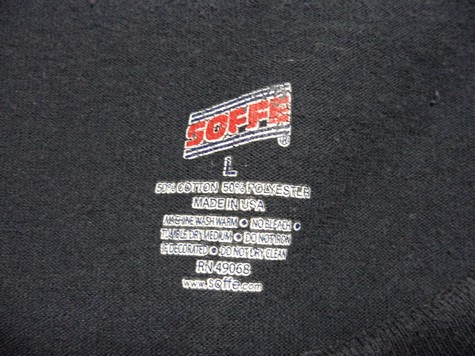 SOFFE®
L
50% COTTON 50% POLYESTER
MADE IN USA
MACHINE WASH WARM • NO BLEACH •
TUMBLE DRY MEDIUM • DO NOT IRON
IF DECORATED • DO NOT DRY CLEAN
RN 49068
www.soffe.com